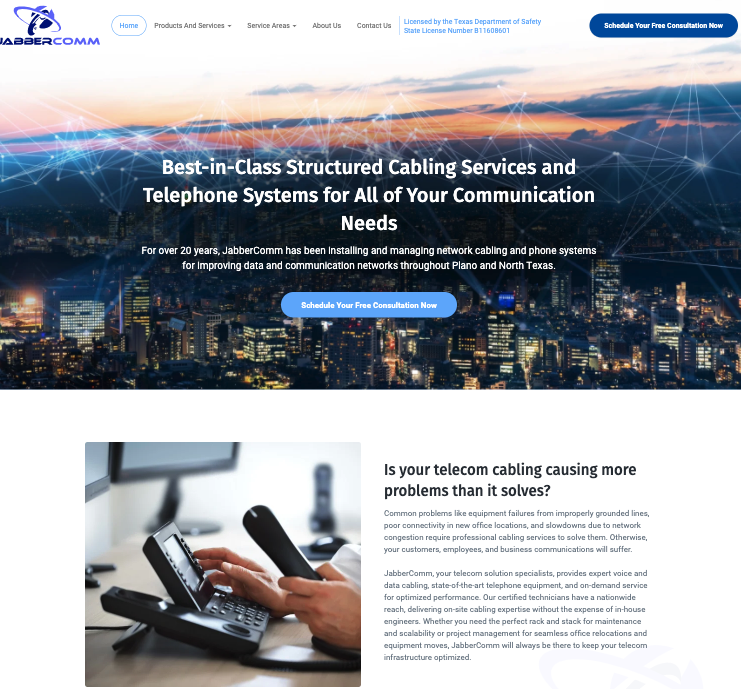 JABBERCOMM
Home
Products And Services
Service Areas
About Us
Contact Us
Licensed by the Texas Department of Safety
State License Number B11608601
Schedule Your Free Consultation Now
Best-in-Class Structured Cabling Services and
Telephone Systems for All of Your Communication
Needs
For over 20 years, JabberComm has been installing and managing network cabling and phone systems
for improving data and communication networks throughout Plano and North Texas.
Schedule Your Free Consultation Now
Is your telecom cabling causing more
problems than it solves?
Common problems like equipment failures from improperly grounded lines,
poor connectivity in new office locations, and slowdowns due to network
congestion require professional cabling services to solve them. Otherwise,
your customers, employees, and business communications will suffer.
JabberComm, your telecom solution specialists, provides expert voice and
data cabling, state-of-the-art telephone equipment, and on-demand service
for optimized performance. Our certified technicians have a nationwide
reach, delivering on-site cabling expertise without the expense of in-house
engineers. Whether you need the perfect rack and stack for maintenance
and scalability or project management for seamless office relocations and
equipment moves, JabberComm will always be there to keep your telecom
infrastructure optimized.